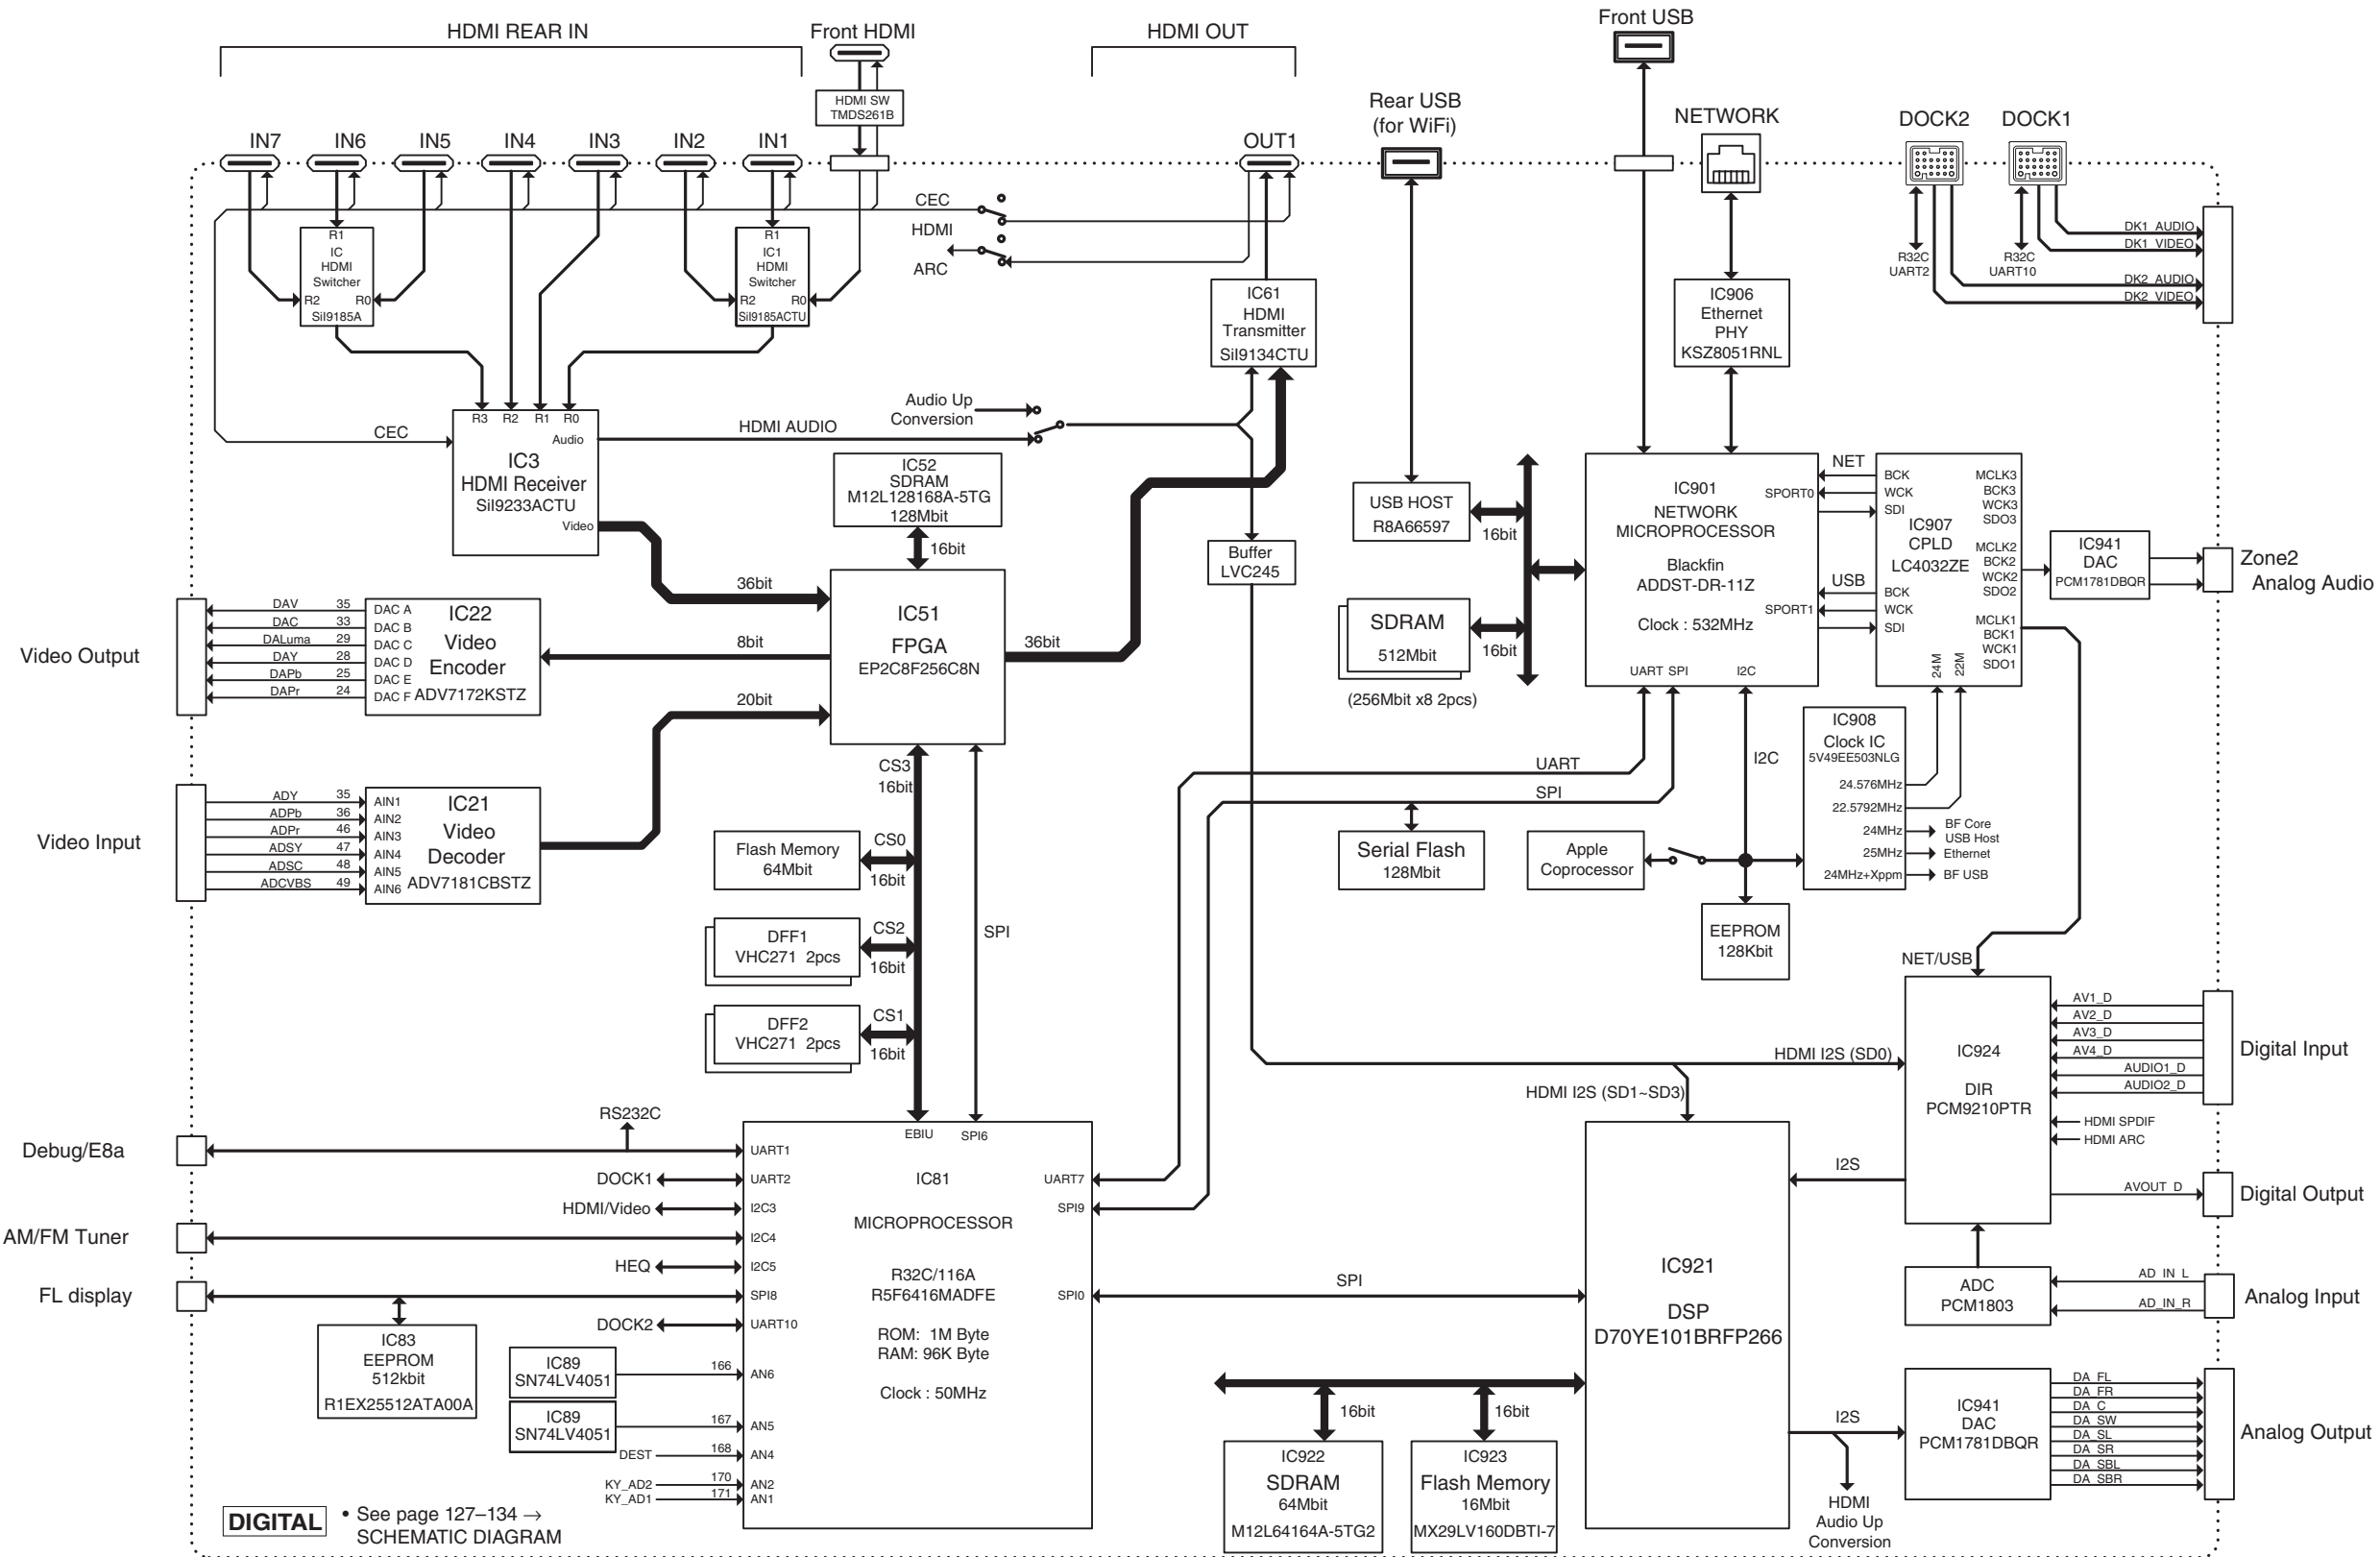 HDMI REAR IN
Front HDMI
HDMI OUT
Front USB
HDMI SW
TMDS261B
Rear USB
(for WiFi)
NETWORK
DOCK2
DOCK1
IN7
IN6
IN5
IN4
IN3
IN2
IN1
OUT1
CEC
HDMI
ARC
R1
IC
HDMI
Switcher
R2
R0
SiI9185A
R1
IC1
HDMI
Switcher
R2
R0
SiI9185ACTU
IC61
HDMI
Transmitter
SiI9134CTU
IC906
Ethernet
PHY
KSZ8051RNL
R32C
UART2
R32C
UART10
DK1_AUDIO
DK1_VIDEO
DK2_AUDIO
DK2_VIDEO
CEC
R3
R2
R1
R0
Audio
IC3
HDMI Receiver
SiI9233ACTU
Video
HDMI AUDIO
Audio Up
Conversion
IC52
SDRAM
M12L128168A-5TG
128Mbit
16bit
36bit
8bit
20bit
IC51
FPGA
EP2C8F256C8N
36bit
Buffer
LVC245
USB HOST
R8A66597
16bit
SDRAM
512Mbit
16bit
(256Mbit x8 2pcs)
IC901
NETWORK
MICROPROCESSOR
Blackfin
ADDST-DR-11Z
Clock : 532MHz
SPORT0
SPORT1
UART SPI
I2C
NET
USB
BCK
WCK
SDI
BCK
WCK
SDI
IC907
CPLD
LC4032ZE
MCLK3
BCK3
WCK3
SDO3
MCLK2
BCK2
WCK2
SDO2
MCLK1
BCK1
WCK1
SDO1
24M
22M
IC941
DAC
PCM1781DBQR
Zone2
Analog Audio
Video Output
DAV 35
DAC 33
DALuma 29
DAY 28
DAPb 25
DAPr 24
DAC A
DAC B
DAC C
DAC D
DAC E
DAC F
IC22
Video
Encoder
ADV7172KSTZ
Video Input
ADY 35
ADPb 36
ADPr 46
ADSY 47
ADSC 48
ADCVBS 49
AIN1
AIN2
AIN3
AIN4
AIN5
AIN6
IC21
Video
Decoder
ADV7181CBSTZ
CS3
16bit
Flash Memory
64Mbit
CS0
16bit
DFF1
VHC271 2pcs
CS2
16bit
DFF2
VHC271 2pcs
CS1
16bit
SPI
UART
SPI
I2C
Serial Flash
128Mbit
Apple
Coprocessor
EEPROM
128Kbit
IC908
Clock IC
5V49EE503NLG
24.576MHz
22.5792MHz
24MHz
25MHz
24MHz+Xppm
BF Core
USB Host
Ethernet
BF USB
NET/USB
HDMI I2S (SD0)
HDMI I2S (SD1~SD3)
IC924
DIR
PCM9210PTR
AV1_D
AV2_D
AV3_D
AV4_D
AUDIO1_D
AUDIO2_D
HDMI SPDIF
HDMI ARC
Digital Input
AVOUT_D
Digital Output
I2S
ADC
PCM1803
AD_IN_L
AD_IN_R
Analog Input
Debug/E8a
RS232C
AM/FM Tuner
FL display
DOCK1
HDMI/Video
HEQ
DOCK2
UART1
UART2
I2C3
I2C4
I2C5
SPI8
UART10
EBIU
SPI6
IC81
MICROPROCESSOR
R32C/116A
R5F6416MADFE
ROM: 1M Byte
RAM: 96K Byte
Clock : 50MHz
UART7
SPI9
SPI0
SPI
IC83
EEPROM
512kbit
R1EX25512ATA00A
IC89
SN74LV4051
166
AN6
IC89
SN74LV4051
167
AN5
DEST
168
AN4
KY_AD2
170
AN2
KY_AD1
171
AN1
IC921
DSP
D70YE101BRFP266
16bit
16bit
IC922
SDRAM
64Mbit
M12L64164A-5TG2
IC923
Flash Memory
16Mbit
MX29LV160DBTI-7
I2S
HDMI
Audio Up
Conversion
IC941
DAC
PCM1781DBQR
DA_FL
DA_FR
DA_C
DA_SW
DA_SL
DA_SR
DA_SBL
DA_SBR
Analog Output
DIGITAL
• See page 127–134 →
SCHEMATIC DIAGRAM